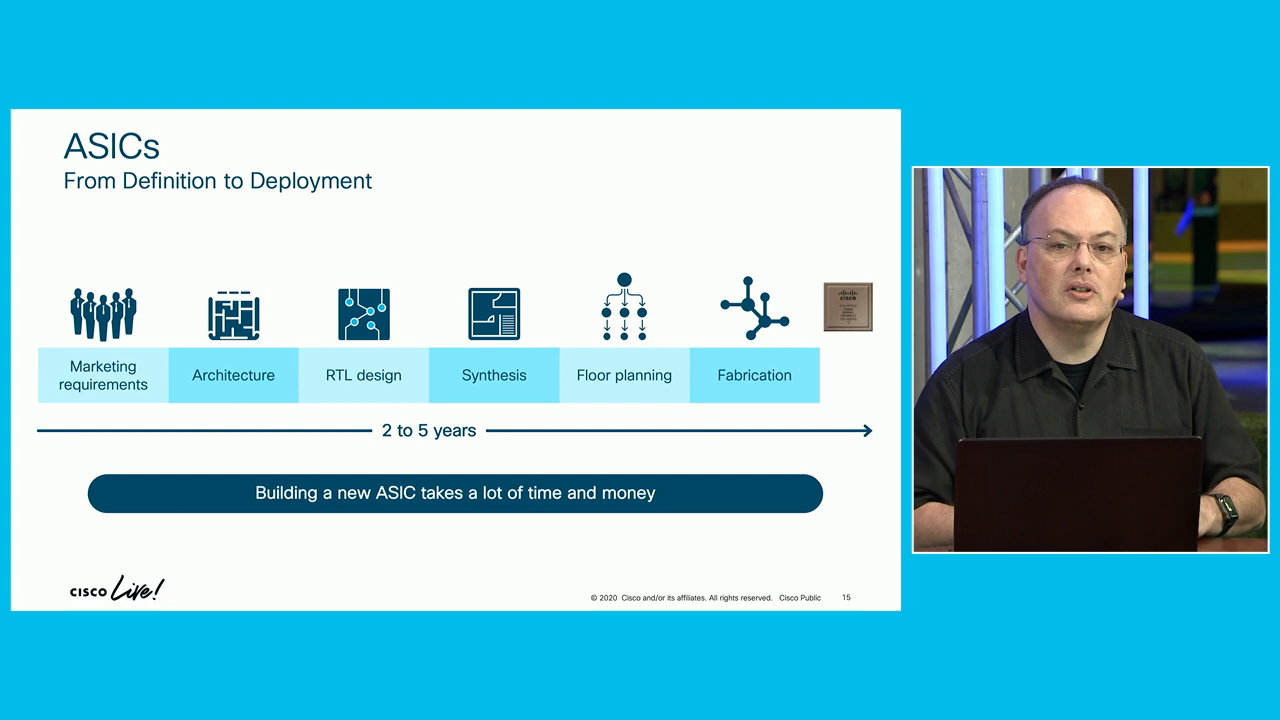 ASICs
From Definition to Deployment
CISCO
Marketing
requirements
Architecture
RTL design
Synthesis
Floor planning
Fabrication
2 to 5 years
Building a new ASIC takes a lot of time and money
CISCO Live!
© 2020 Cisco and/or its affiliates. All rights reserved. Cisco Public
15